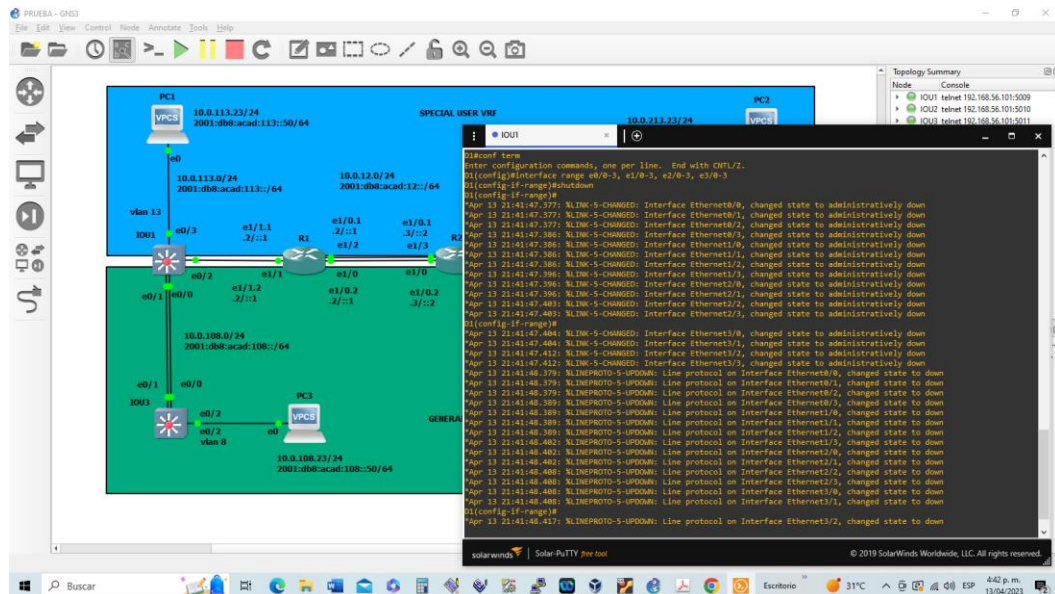 PRUEBA - GNS3
File Edit View Control Node Annotate Tools Help
Topology Summary
Node Console
IOU1 telnet 192.168.56.101:5009
IOU2 telnet 192.168.56.101:5010
IOU3 telnet 192.168.56.101:5011
PC1
VPCS
10.0.113.23/24
2001:db8:acad:113::50/64
SPECIAL USER VRF
PC2
10.0.213.23/24
VPCS
e0
10.0.113.0/24
2001:db8:acad:113::/64
10.0.12.0/24
2001:db8:acad:12::/64
vlan 13
IOU1
e0/3
e1/1.1
.2/::1
R1
e1/0.1
.2/::1
e1/2
e1/0.1
.3/::2
e1/3
R2
e0/2
e1/1
e1/0
e1/0
e0/1
e0/0
e1/1.2
.2/::1
e1/0.2
.2/::1
e1/0.2
.3/::2
10.0.108.0/24
2001:db8:acad:108::/64
e0/1
e0/0
IOU3
e0/2
e0/2
vlan 8
e0
PC3
VPCS
GENERA
10.0.108.23/24
2001:db8:acad:108::50/64
IOU1
D1#conf term
Enter configuration commands, one per line. End with CNTL/Z.
D1(config)#interface range e0/0-3, e1/0-3, e2/0-3, e3/0-3
D1(config-if-range)#shutdown
D1(config-if-range)#
*Apr 13 21:41:47.377: %LINK-5-CHANGED: Interface Ethernet0/0, changed state to administratively down
*Apr 13 21:41:47.377: %LINK-5-CHANGED: Interface Ethernet0/1, changed state to administratively down
*Apr 13 21:41:47.377: %LINK-5-CHANGED: Interface Ethernet0/2, changed state to administratively down
*Apr 13 21:41:47.386: %LINK-5-CHANGED: Interface Ethernet0/3, changed state to administratively down
*Apr 13 21:41:47.386: %LINK-5-CHANGED: Interface Ethernet1/0, changed state to administratively down
*Apr 13 21:41:47.386: %LINK-5-CHANGED: Interface Ethernet1/1, changed state to administratively down
*Apr 13 21:41:47.386: %LINK-5-CHANGED: Interface Ethernet1/2, changed state to administratively down
*Apr 13 21:41:47.396: %LINK-5-CHANGED: Interface Ethernet1/3, changed state to administratively down
*Apr 13 21:41:47.396: %LINK-5-CHANGED: Interface Ethernet2/0, changed state to administratively down
*Apr 13 21:41:47.396: %LINK-5-CHANGED: Interface Ethernet2/1, changed state to administratively down
*Apr 13 21:41:47.403: %LINK-5-CHANGED: Interface Ethernet2/2, changed state to administratively down
*Apr 13 21:41:47.403: %LINK-5-CHANGED: Interface Ethernet2/3, changed state to administratively down
D1(config-if-range)#
*Apr 13 21:41:47.404: %LINK-5-CHANGED: Interface Ethernet3/0, changed state to administratively down
*Apr 13 21:41:47.404: %LINK-5-CHANGED: Interface Ethernet3/1, changed state to administratively down
*Apr 13 21:41:47.412: %LINK-5-CHANGED: Interface Ethernet3/2, changed state to administratively down
*Apr 13 21:41:47.412: %LINK-5-CHANGED: Interface Ethernet3/3, changed state to administratively down
*Apr 13 21:41:48.379: %LINEPROTO-5-UPDOWN: Line protocol on Interface Ethernet0/0, changed state to down
*Apr 13 21:41:48.379: %LINEPROTO-5-UPDOWN: Line protocol on Interface Ethernet0/1, changed state to down
*Apr 13 21:41:48.379: %LINEPROTO-5-UPDOWN: Line protocol on Interface Ethernet0/2, changed state to down
*Apr 13 21:41:48.389: %LINEPROTO-5-UPDOWN: Line protocol on Interface Ethernet0/3, changed state to down
*Apr 13 21:41:48.389: %LINEPROTO-5-UPDOWN: Line protocol on Interface Ethernet1/0, changed state to down
*Apr 13 21:41:48.389: %LINEPROTO-5-UPDOWN: Line protocol on Interface Ethernet1/1, changed state to down
*Apr 13 21:41:48.389: %LINEPROTO-5-UPDOWN: Line protocol on Interface Ethernet1/2, changed state to down
*Apr 13 21:41:48.402: %LINEPROTO-5-UPDOWN: Line protocol on Interface Ethernet1/3, changed state to down
*Apr 13 21:41:48.402: %LINEPROTO-5-UPDOWN: Line protocol on Interface Ethernet2/0, changed state to down
*Apr 13 21:41:48.402: %LINEPROTO-5-UPDOWN: Line protocol on Interface Ethernet2/1, changed state to down
*Apr 13 21:41:48.408: %LINEPROTO-5-UPDOWN: Line protocol on Interface Ethernet2/2, changed state to down
*Apr 13 21:41:48.408: %LINEPROTO-5-UPDOWN: Line protocol on Interface Ethernet2/3, changed state to down
*Apr 13 21:41:48.408: %LINEPROTO-5-UPDOWN: Line protocol on Interface Ethernet3/0, changed state to down
*Apr 13 21:41:48.408: %LINEPROTO-5-UPDOWN: Line protocol on Interface Ethernet3/1, changed state to down
D1(config-if-range)#
*Apr 13 21:41:48.417: %LINEPROTO-5-UPDOWN: Line protocol on Interface Ethernet3/2, changed state to down
solarwinds Solar-PuTTY free tool
© 2019 SolarWinds Worldwide, LLC. All rights reserved.
Buscar
Escritorio
31°C
ESP
4:42 p. m.
13/04/2023